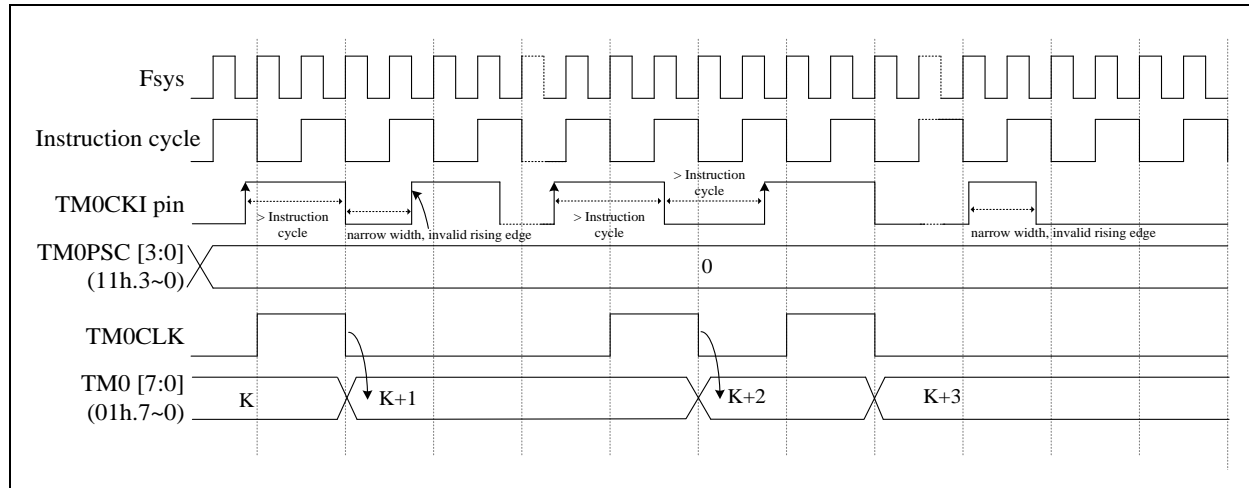 Fsys
Instruction cycle
TM0CKI pin
> Instruction
cycle
narrow width, invalid rising edge
> Instruction
cycle
> Instruction
cycle
narrow width, invalid rising edge
TM0PSC [3:0]
(11h.3~0)
0
TM0CLK
TM0 [7:0]
(01h.7~0)
K
K+1
K+2
K+3